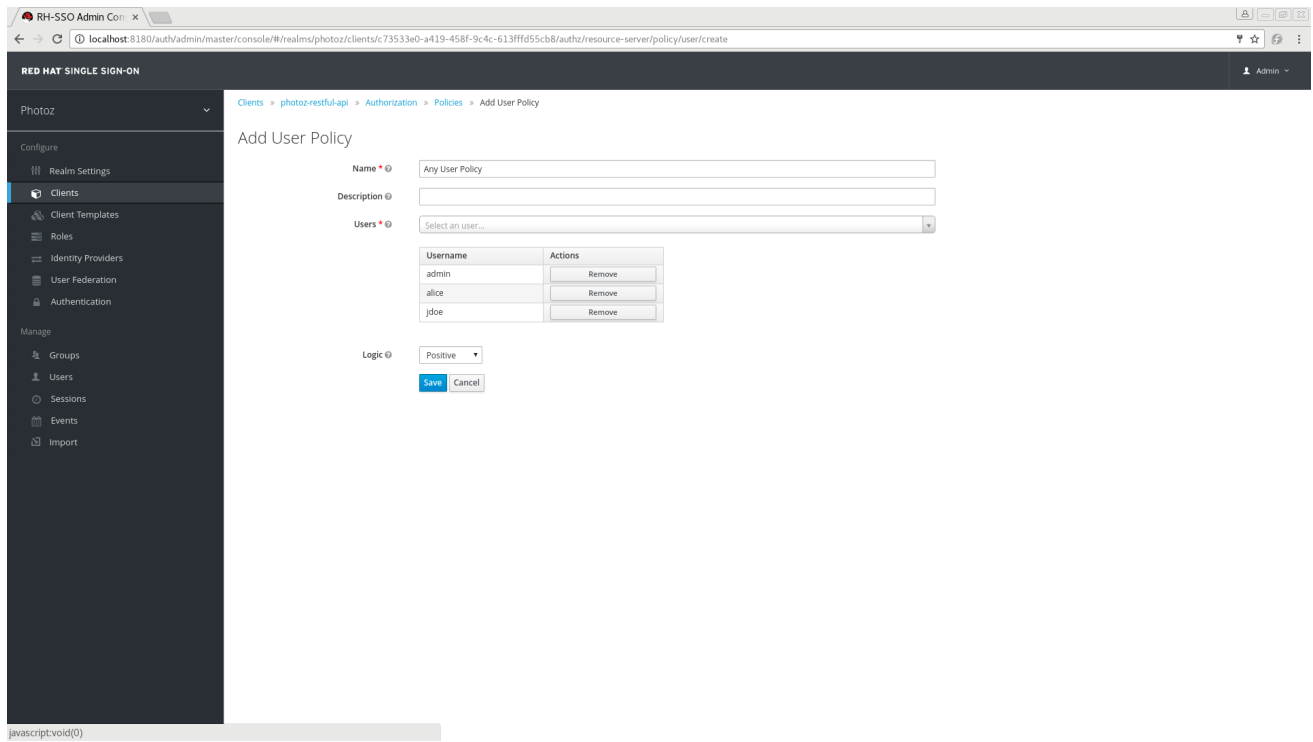 RH-SSO Admin Con
localhost:8180/auth/admin/master/console/#/realms/photoz/clients/c73533e0-a419-458f-9c4c-613fffd55cb8/authz/resource-server/policy/user/create
RED HAT SINGLE SIGN-ON
Admin
Photoz
Clients » photoz-restful-api » Authorization » Policies » Add User Policy
Configure
Realm Settings
Clients
Client Templates
Roles
Identity Providers
User Federation
Authentication
Manage
Groups
Users
Sessions
Events
Import
Add User Policy
Name * Any User Policy
Description
Users * Select an user...
Username Actions
admin Remove
alice Remove
jdoe Remove
Logic Positive
Save Cancel
javascript:void(0)